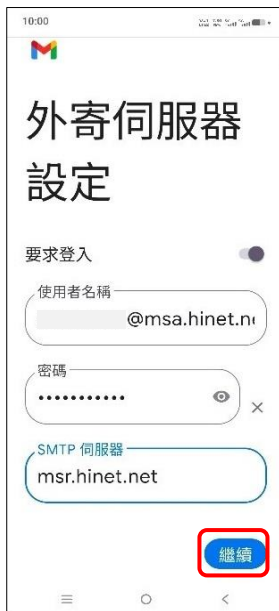 10:00
外寄伺服器
設定
要求登入
使用者名稱
@msa.hinet.n
密碼
•••••••••••
SMTP 伺服器
msr.hinet.net
繼續